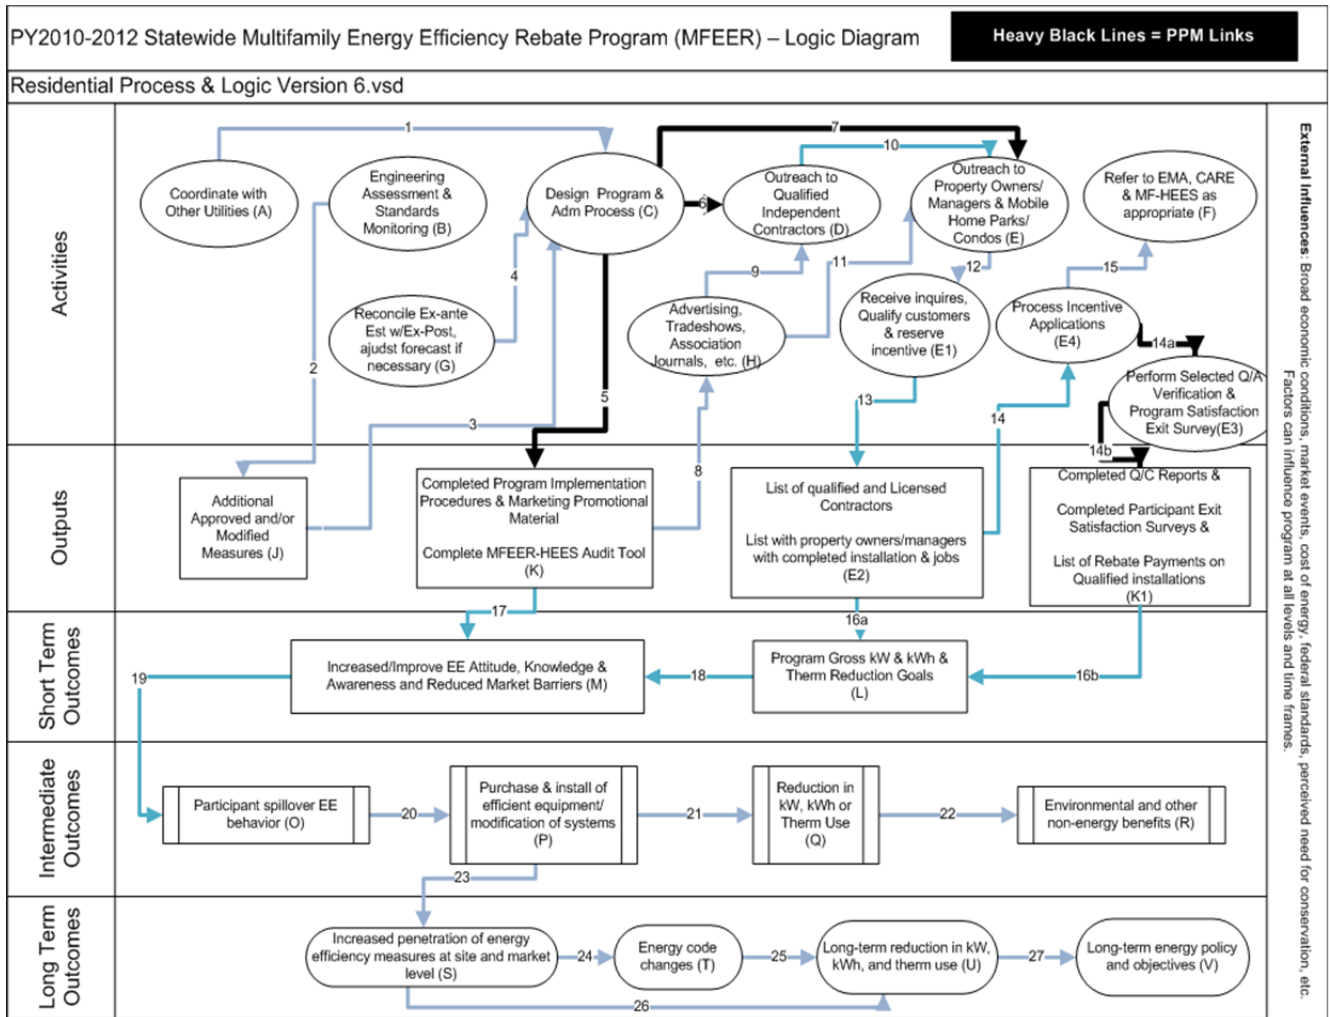 PY2010-2012 Statewide Multifamily Energy Efficiency Rebate Program (MFEER) – Logic Diagram
Heavy Black Lines = PPM Links
Residential Process & Logic Version 6.vsd
Activities
1
7
10
Coordinate with
Other Utilities (A)
Engineering
Assessment &
Standards
Monitoring (B)
Design  Program &
Adm Process (C)
6
Outreach to
Qualified
Independent
Contractors (D)
Outreach to
Property Owners/
Managers & Mobile
Home Parks/
Condos (E)
Refer to EMA, CARE
& MF-HEES as
appropriate (F)
4
9
11
12
15
Reconcile Ex-ante
Est w/Ex-Post,
ajudst forecast if
necessary (G)
Advertising,
Tradeshows,
Association
Journals,  etc. (H)
Receive inquires,
Qualify customers
& reserve
incentive (E1)
Process Incentive
Applications
(E4)
14a
Perform Selected Q/A
Verification &
Program Satisfaction
Exit Survey(E3)
2
3
5
13
14
14b
Outputs
8
Additional
Approved and/or
Modified
Measures (J)
Completed Program Implementation
Procedures & Marketing Promotional
Material
Complete MFEER-HEES Audit Tool
(K)
List of qualified and Licensed
Contractors
List with property owners/managers
with completed installation & jobs
(E2)
Completed Q/C Reports &
Completed Participant Exit
Satisfaction Surveys &
List of Rebate Payments on
Qualified installations
(K1)
Short Term
Outcomes
17
16a
19
Increased/Improve EE Attitude, Knowledge &
Awareness and Reduced Market Barriers (M)
18
Program Gross kW & kWh &
Therm Reduction Goals
(L)
16b
Intermediate
Outcomes
Participant spillover EE
behavior (O)
20
Purchase & install of
efficient equipment/
modification of systems
(P)
21
Reduction in
kW, kWh or
Therm Use
(Q)
22
Environmental and other
non-energy benefits (R)
23
Long Term
Outcomes
Increased penetration of energy
efficiency measures at site and market
level (S)
24
Energy code
changes (T)
25
Long-term reduction in kW,
kWh, and therm use (U)
27
Long-term energy policy
and objectives (V)
26
External Influences: Broad economic conditions, market events, cost of energy, federal standards, perceived need for conservation, etc.
Factors can influence program at all levels and time frames.